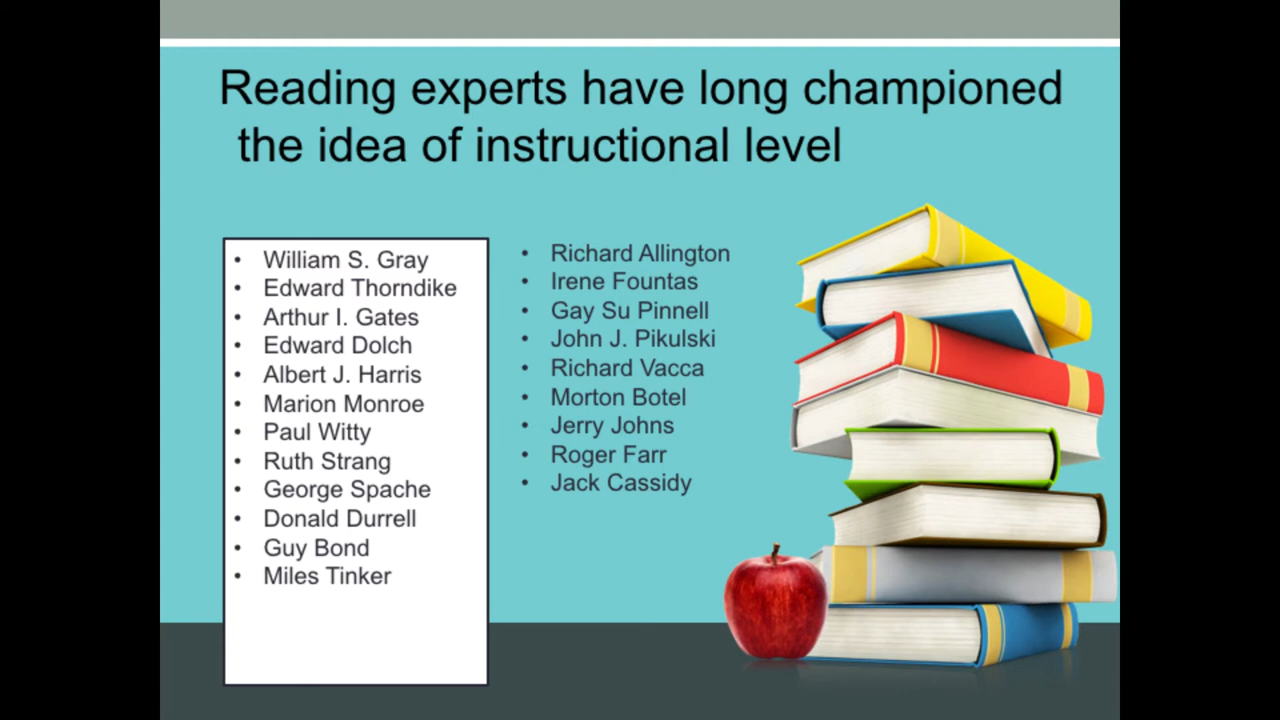 Reading experts have long championed
the idea of instructional level
• William S. Gray
• Edward Thorndike
• Arthur I. Gates
• Edward Dolch
• Albert J. Harris
• Marion Monroe
• Paul Witty
• Ruth Strang
• George Spache
• Donald Durrell
• Guy Bond
• Miles Tinker
• Richard Allington
• Irene Fountas
• Gay Su Pinnell
• John J. Pikulski
• Richard Vacca
• Morton Botel
• Jerry Johns
• Roger Farr
• Jack Cassidy